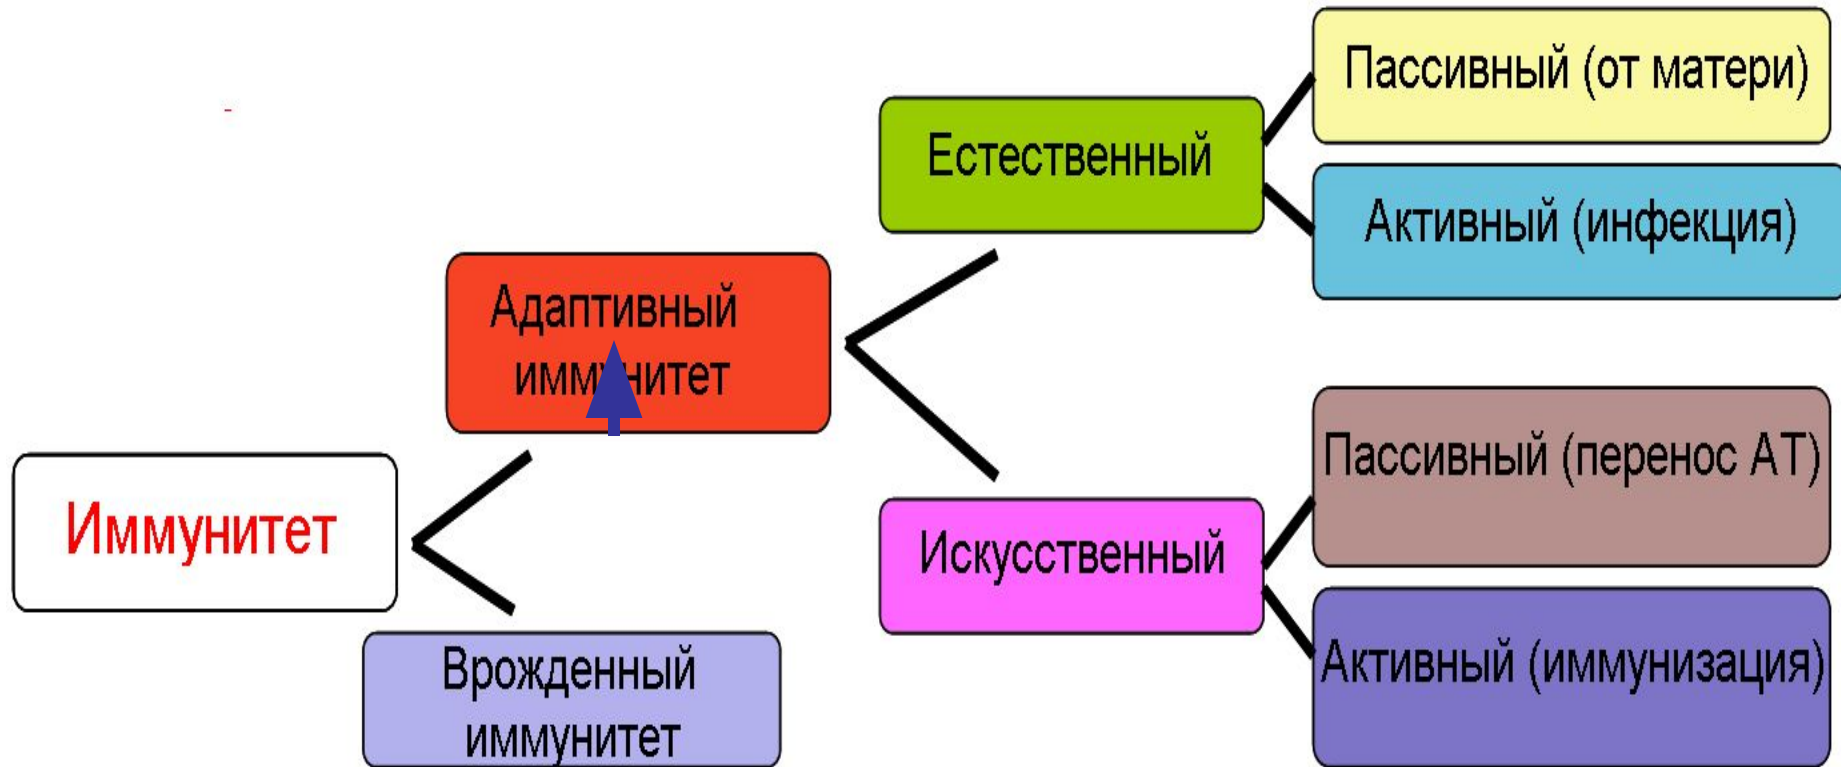 Иммунитет
Адаптивный
иммунитет
Врожденный
иммунитет
Естественный
Искусственный
Пассивный (от матери)
Активный (инфекция)
Пассивный (перенос АТ)
Активный (иммунизация)